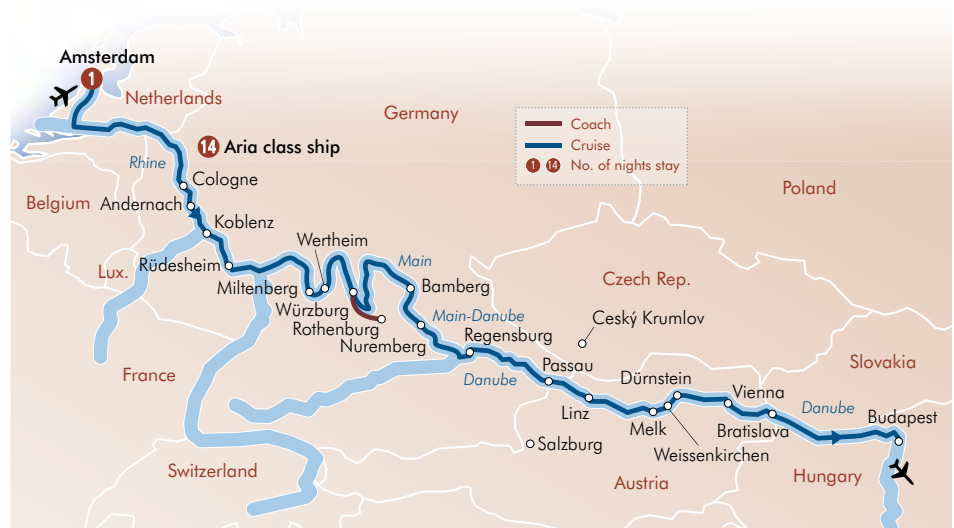 Amsterdam
1
Netherlands
Germany
Coach
Cruise
1 14 No. of nights stay
14 Aria class ship
Rhine
Cologne
Poland
Belgium
Andernach
Koblenz
Wertheim
Lux.
Rüdesheim
Main
Miltenberg
Bamberg
Czech Rep.
Würzburg
Rothenburg
Main-Danube
Ceský Krumlov
Nuremberg
Regensburg
Slovakia
France
Danube
Passau
Dürnstein
Vienna
Danube
Linz
Budapest
Melk
Bratislava
Salzburg
Weissenkirchen
Switzerland
Austria
Hungary